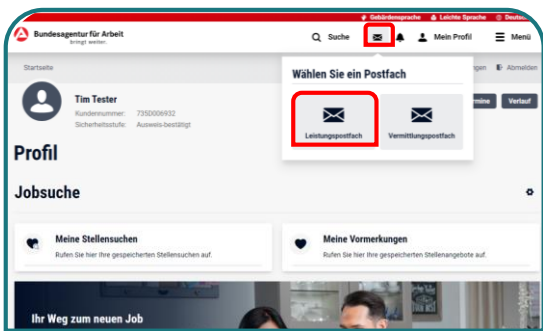 Gebärdensprache Leichte Sprache Deutsch
Bundesagentur für Arbeit
bringt weiter.
Suche Mein Profil Menü
Startseite
Abmelden
Wählen Sie ein Postfach
Leistungspostfach Vermittlungspostfach
Verlauf
Tim Tester
Kundennummer: 735D006932
Sicherheitsstufe: Ausweis-bestätigt
Profil
Jobsuche
Meine Stellensuchen
Rufen Sie hier Ihre gespeicherten Stellensuchen auf.
Meine Vormerkungen
Rufen Sie hier Ihre gespeicherten Stellenangebote auf.
Ihr Weg zum neuen Job